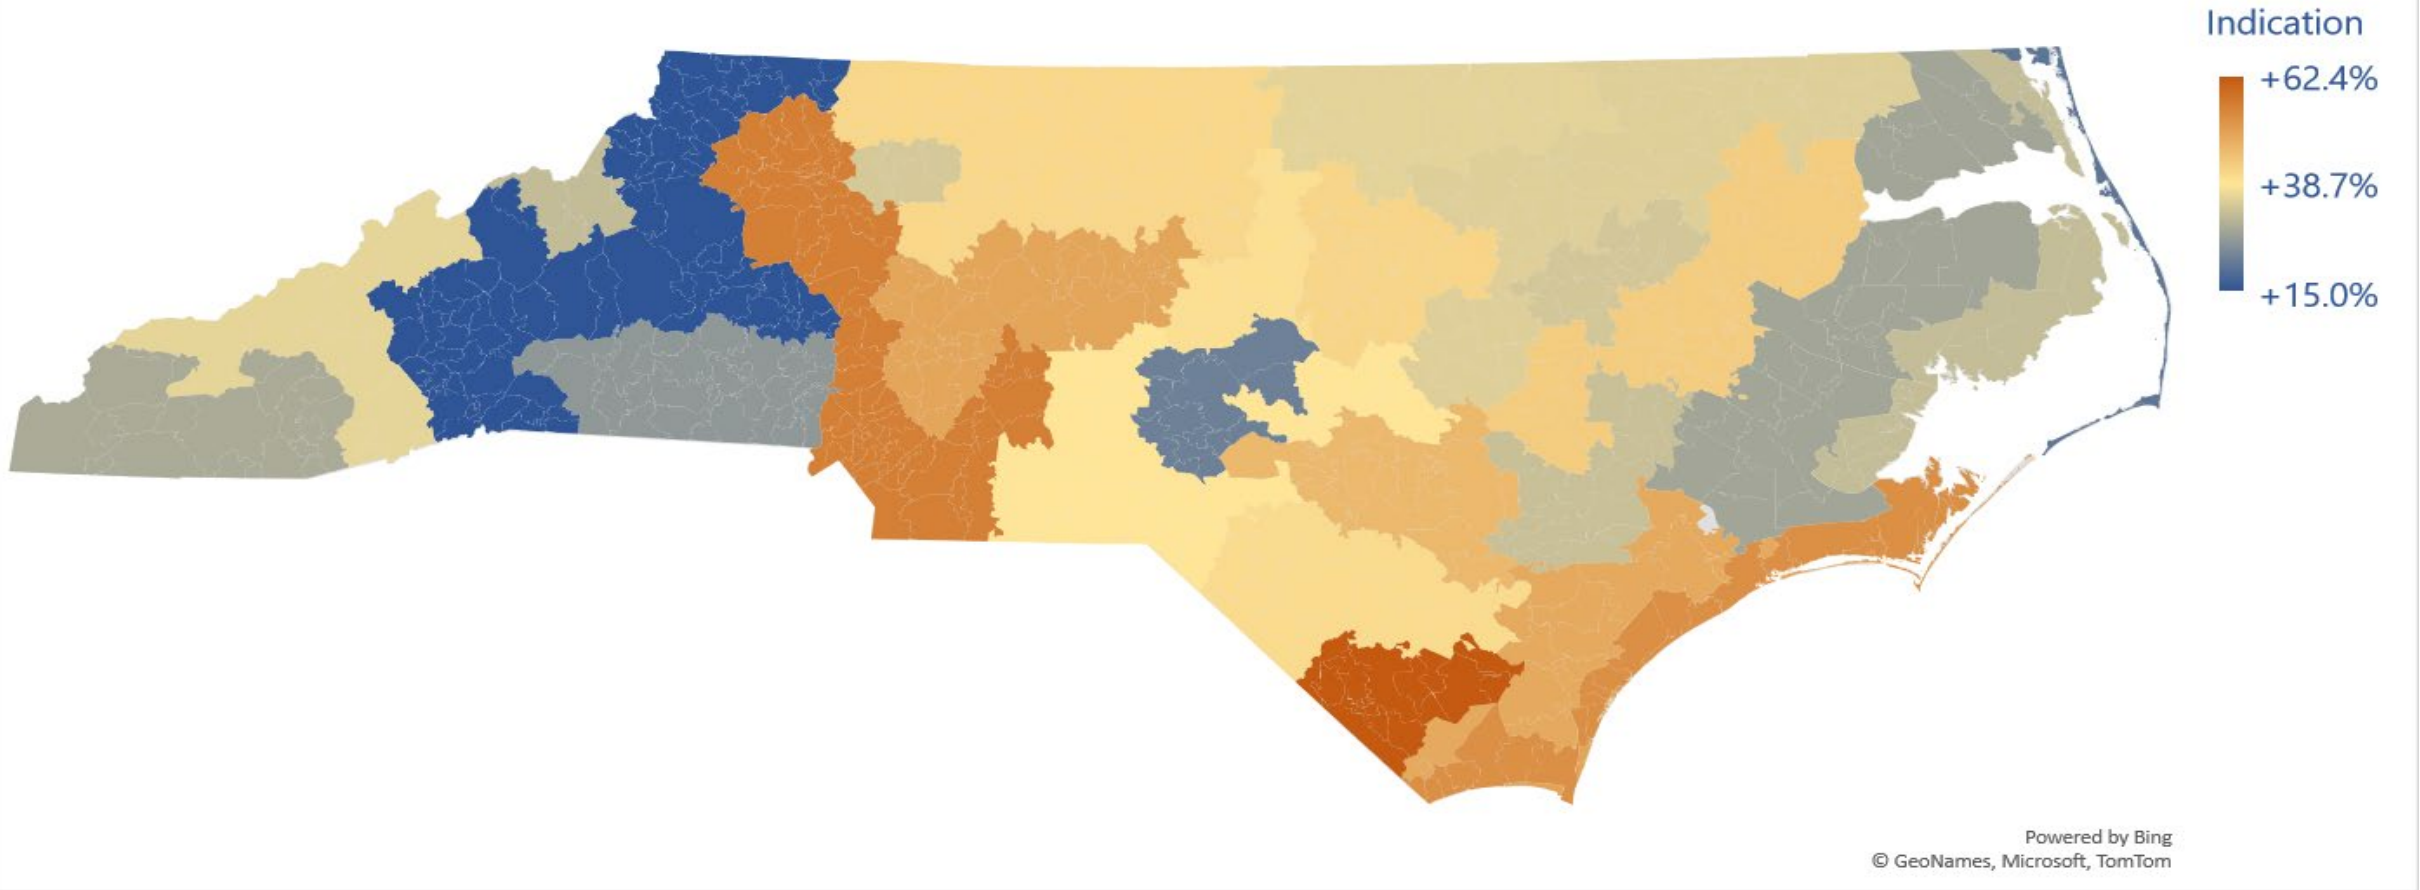 Indication
+62.4%
+38.7%
+15.0%
Powered by Bing
© GeoNames, Microsoft, TomTom